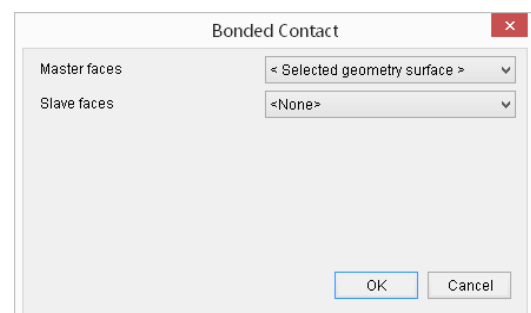 Bonded Contact
Master faces < Selected geometry surface >
Slave faces <None>
OK Cancel